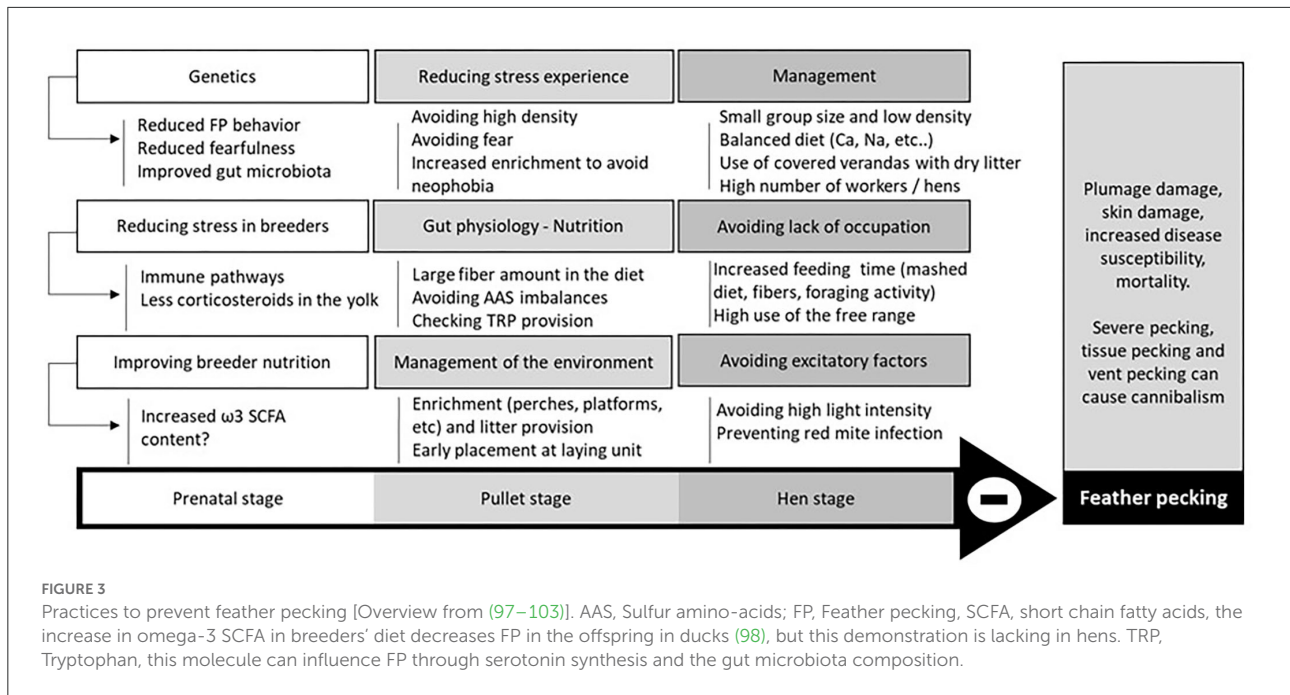 Genetics
Reduced FP behavior
Reduced fearfulness
Improved gut microbiota
Reducing stress experience
Avoiding high density
Avoiding fear
Increased enrichment to avoid
neophobia
Management
Small group size and low density
Balanced diet (Ca, Na, etc..)
Use of covered verandas with dry litter
High number of workers / hens
Reducing stress in breeders
Immune pathways
Less corticosteroids in the yolk
Gut physiology - Nutrition
Large fiber amount in the diet
Avoiding AAS imbalances
Checking TRP provision
Avoiding lack of occupation
Increased feeding time (mashed
diet, fibers, foraging activity)
High use of the free range
Improving breeder nutrition
Increased ω3 SCFA
content?
Management of the environment
Enrichment (perches, platforms,
etc) and litter provision
Early placement at laying unit
Avoiding excitatory factors
Avoiding high light intensity
Preventing red mite infection
Prenatal stage
Pullet stage
Hen stage
Plumage damage,
skin damage,
increased disease
susceptibility,
mortality.
Severe pecking,
tissue pecking and
vent pecking can
cause cannibalism
Feather pecking
FIGURE 3
Practices to prevent feather pecking [Overview from (97–103)]. AAS, Sulfur amino-acids; FP, Feather pecking, SCFA, short chain fatty acids, the
increase in omega-3 SCFA in breeders' diet decreases FP in the offspring in ducks (98), but this demonstration is lacking in hens. TRP,
Tryptophan, this molecule can influence FP through serotonin synthesis and the gut microbiota composition.